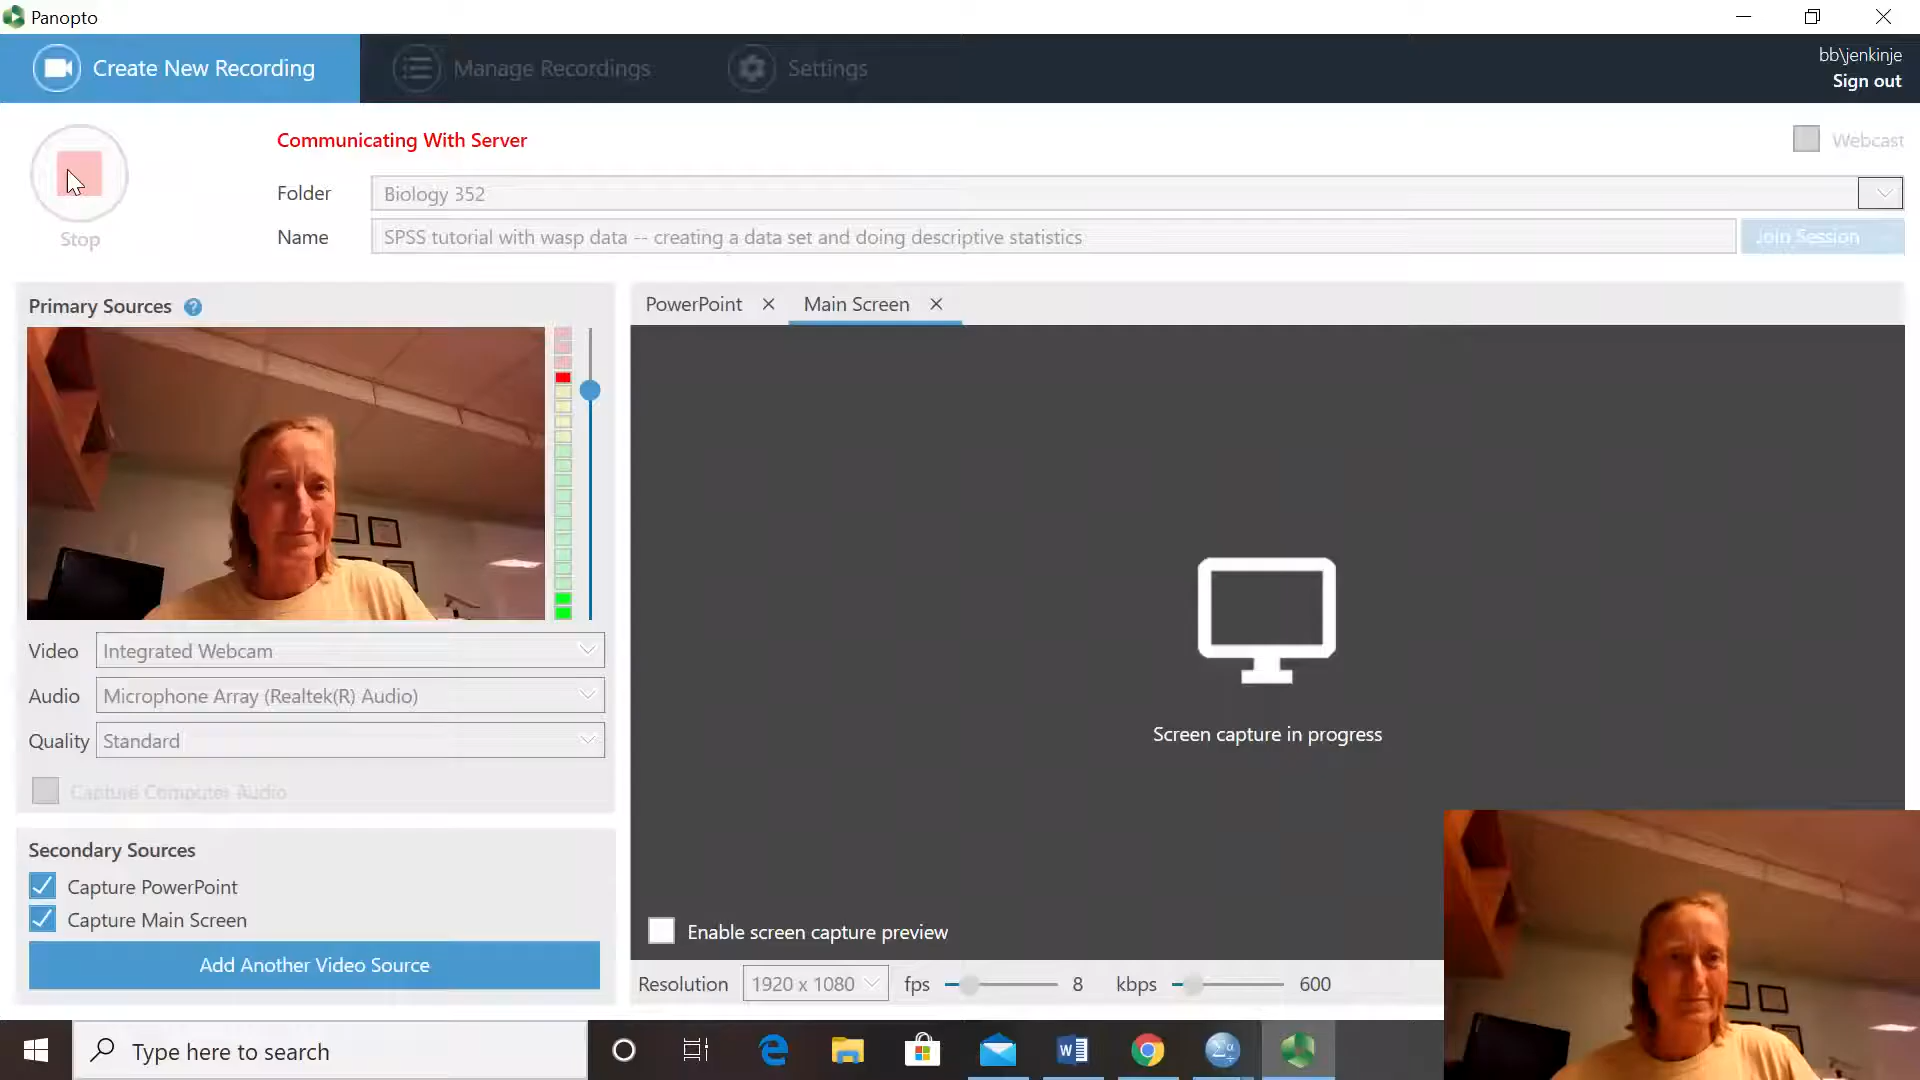 Panopto
Create New Recording
Manage Recordings
Settings
bb\jenkinje
Sign out
Communicating With Server
Webcast
Folder
Biology 352
Stop
Name
SPSS tutorial with wasp data -- creating a data set and doing descriptive statistics
Join Session
Primary Sources ?
PowerPoint
Main Screen
Video
Integrated Webcam
Audio
Microphone Array (Realtek(R) Audio)
Quality
Standard
Capture Computer Audio
Screen capture in progress
Secondary Sources
Capture PowerPoint
Capture Main Screen
Add Another Video Source
Enable screen capture preview
Resolution 1920 x 1080 fps 8 kbps 600
Type here to search